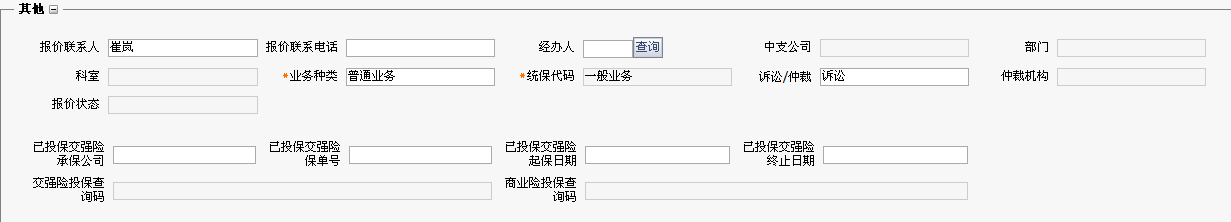 其他
报价联系人 崔岚 报价联系电话 经办人 查询 中支公司 部门
科室 *业务种类 普通业务 *统保代码 一般业务 诉讼/仲裁 诉讼 仲裁机构
报价状态
已投保交强险承保公司 已投保交强险保单号 已投保交强险起保日期 已投保交强险终止日期
交强险投保查询码 商业险投保查询码